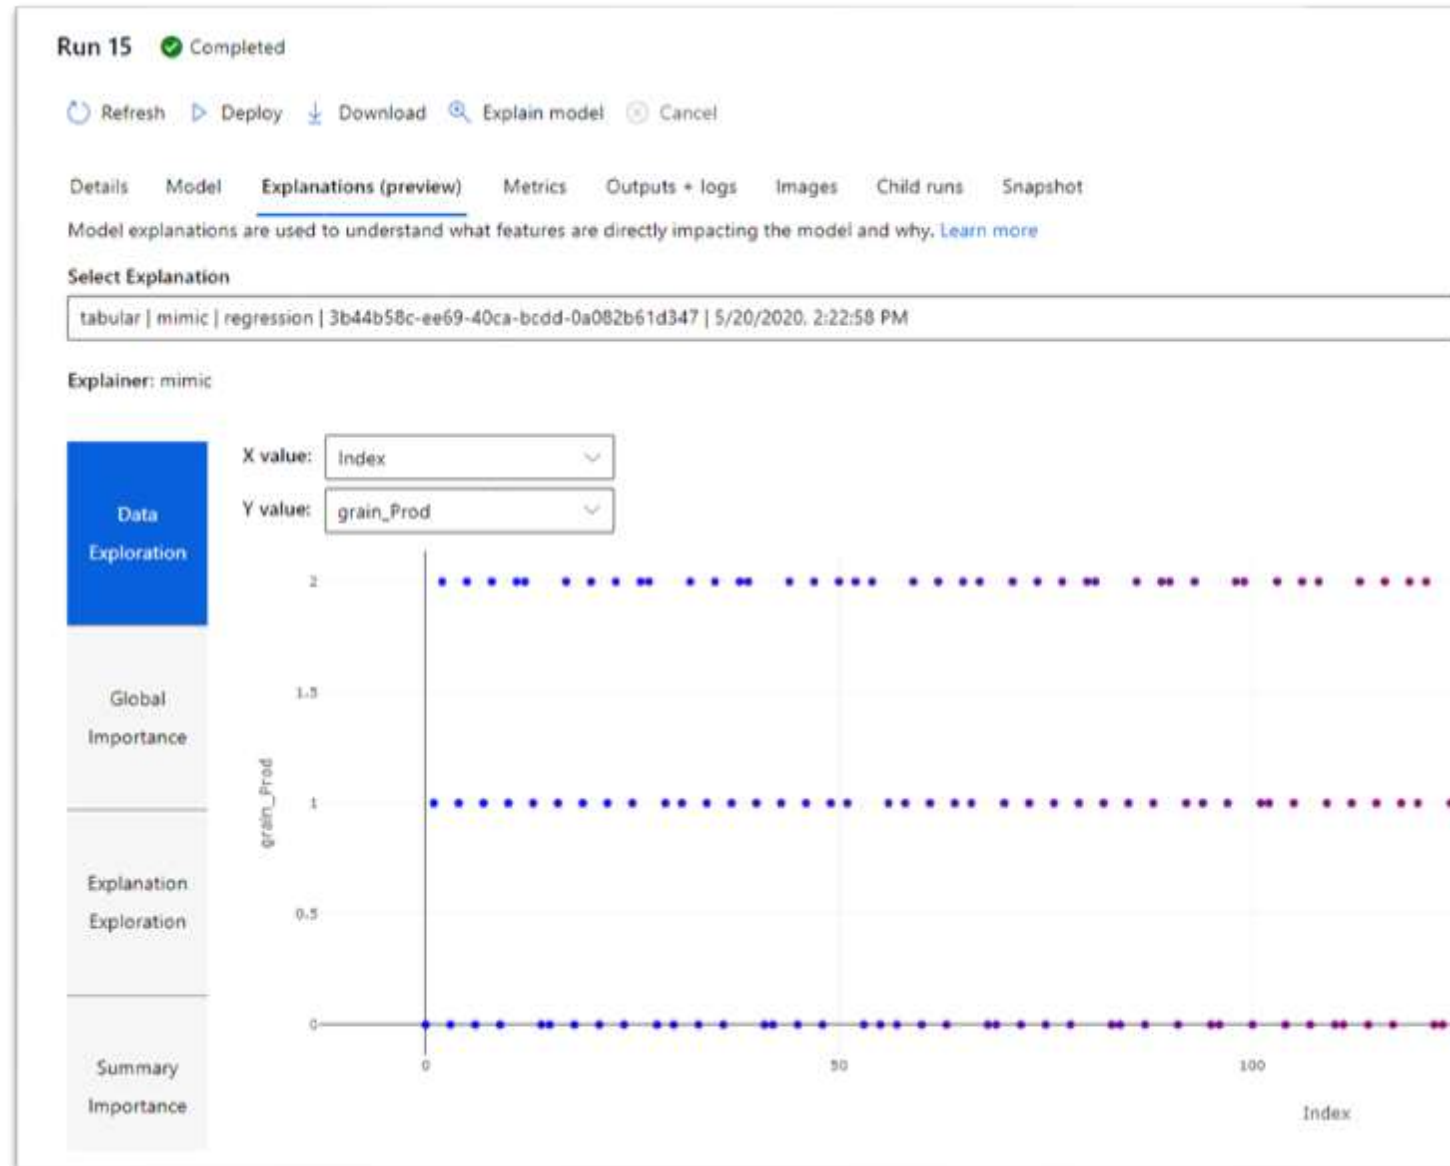 Run 15 Completed
Refresh Deploy Download Explain model Cancel
Details Model Explanations (preview) Metrics Outputs + logs Images Child runs Snapshot
Model explanations are used to understand what features are directly impacting the model and why. Learn more
Select Explanation
tabular | mimic | regression | 3b44b58c-ee69-40ca-bcdd-0a082b61d347 | 5/20/2020, 2:22:58 PM
Explainer: mimic
X value: Index
Y value: grain_Prod
Data
Exploration
Global
Importance
Explanation
Exploration
Summary
Importance
grain_Prod
2
1.5
1
0.5
0
0 50 100
Index